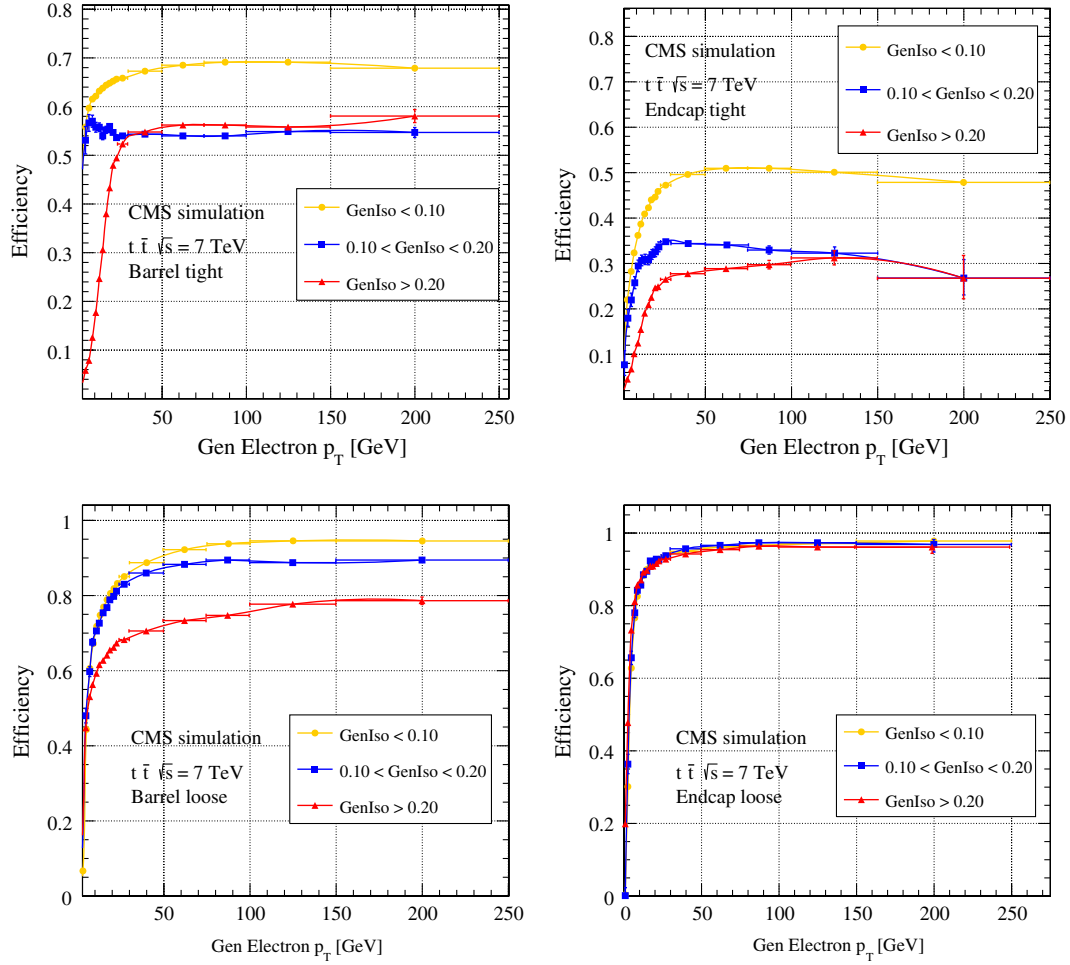 0.8
0.7
0.6
0.5
0.4
0.3
0.2
0.1
Efficiency
CMS simulation
t t̄ √s = 7 TeV
Barrel tight
GenIso < 0.10
0.10 < GenIso < 0.20
GenIso > 0.20
50 100 150 200 250
Gen Electron p_T [GeV]
0.8
0.7
0.6
0.5
0.4
0.3
0.2
0.1
Efficiency
CMS simulation
t t̄ √s = 7 TeV
Endcap tight
GenIso < 0.10
0.10 < GenIso < 0.20
GenIso > 0.20
50 100 150 200 250
Gen Electron p_T [GeV]
1
0.8
0.6
0.4
0.2
0
Efficiency
CMS simulation
t t̄ √s = 7 TeV
Barrel loose
GenIso < 0.10
0.10 < GenIso < 0.20
GenIso > 0.20
50 100 150 200 250
Gen Electron p_T [GeV]
1
0.8
0.6
0.4
0.2
0
Efficiency
CMS simulation
t t̄ √s = 7 TeV
Endcap loose
GenIso < 0.10
0.10 < GenIso < 0.20
GenIso > 0.20
0 50 100 150 200 250
Gen Electron p_T [GeV]